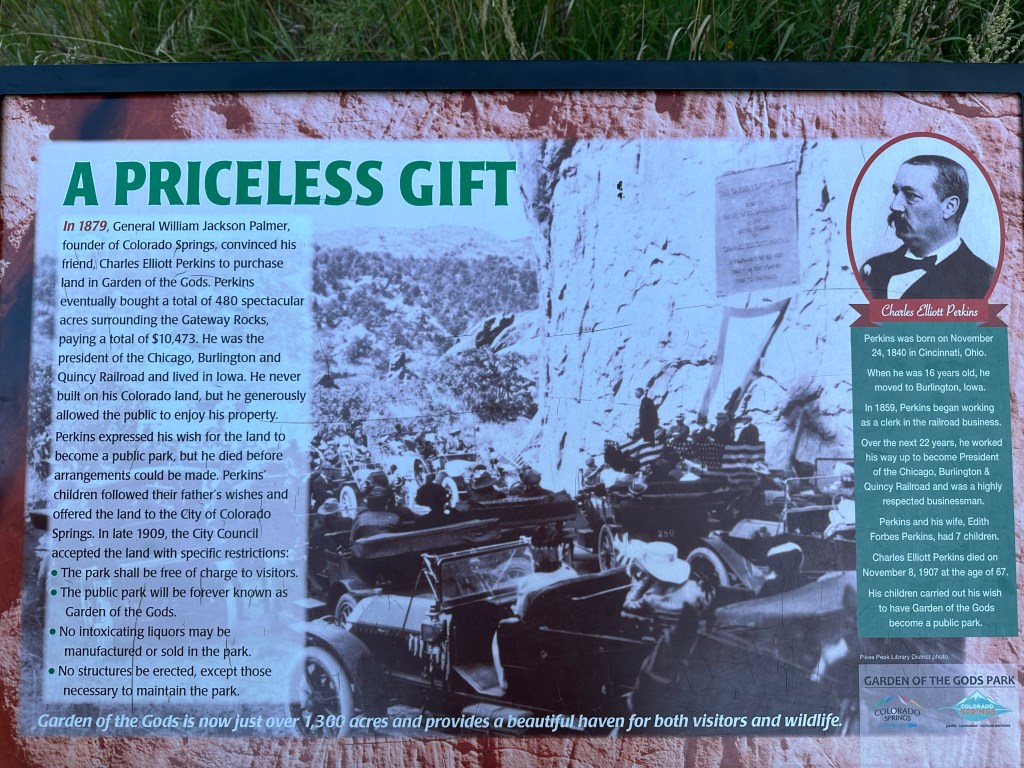 A PRICELESS GIFT
In 1879, General William Jackson Palmer,
founder of Colorado Springs, convinced his
friend, Charles Elliott Perkins to purchase
land in Garden of the Gods. Perkins
eventually bought a total of 480 spectacular
acres surrounding the Gateway Rocks,
paying a total of $10,473. He was the
president of the Chicago, Burlington and
Quincy Railroad and lived in Iowa. He never
built on his Colorado land, but he generously
allowed the public to enjoy his property.
Perkins expressed his wish for the land to
become a public park, but he died before
arrangements could be made. Perkins'
children followed their father's wishes and
offered the land to the City of Colorado
Springs. In late 1909, the City Council
accepted the land with specific restrictions:
• The park shall be free of charge to visitors.
• The public park will be forever known as
Garden of the Gods.
• No intoxicating liquors may be
manufactured or sold in the park.
• No structures be erected, except those
necessary to maintain the park.
Garden of the Gods is now just over 1,300 acres and provides a beautiful haven for both visitors and wildlife.
250
Charles Elliott Perkins
Perkins was born on November
24, 1840 in Cincinnati, Ohio.
When he was 16 years old, he
moved to Burlington, Iowa.
In 1859, Perkins began working
as a clerk in the railroad business.
Over the next 22 years, he worked
his way up to become President
of the Chicago, Burlington &
Quincy Railroad and was a highly
respected businessman.
Perkins and his wife, Edith
Forbes Perkins, had 7 children.
Charles Elliott Perkins died on
November 8, 1907 at the age of 67.
His children carried out his wish
to have Garden of the Gods
become a public park.
Pikes Peak Library District photo.
GARDEN OF THE GODS PARK
COLORADO
SPRINGS
COLORADO
SPRINGS